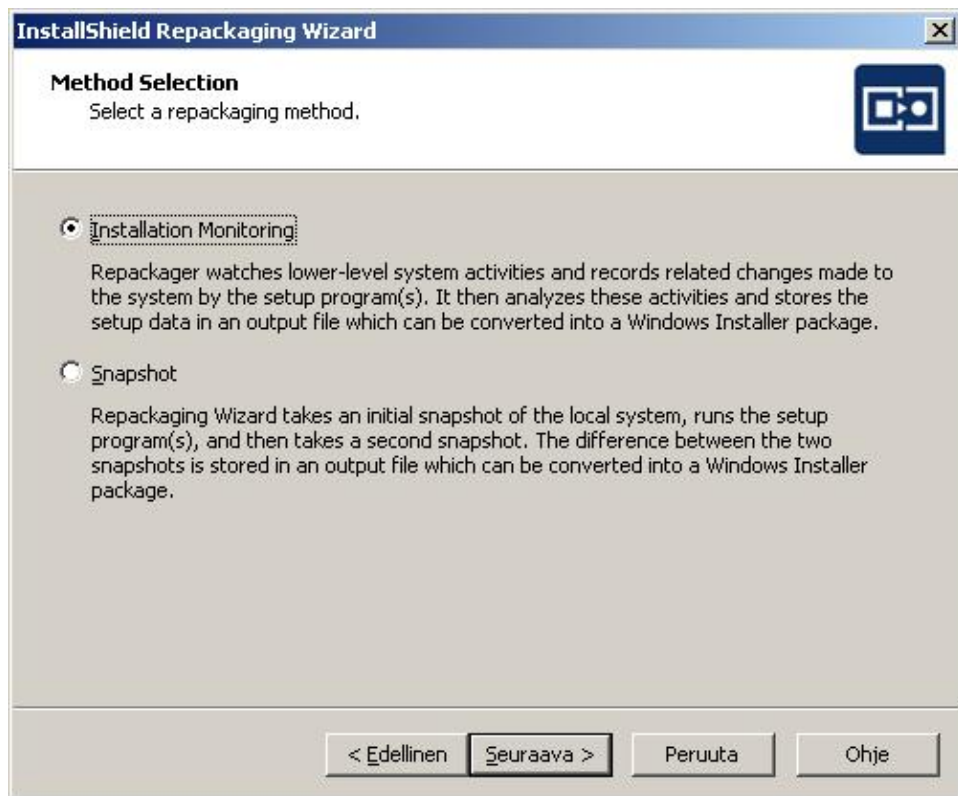 InstallShield Repackaging Wizard
Method Selection
Select a repackaging method.
Installation Monitoring
Repackager watches lower-level system activities and records related changes made to
the system by the setup program(s). It then analyzes these activities and stores the
setup data in an output file which can be converted into a Windows Installer package.
Snapshot
Repackaging Wizard takes an initial snapshot of the local system, runs the setup
program(s), and then takes a second snapshot. The difference between the two
snapshots is stored in an output file which can be converted into a Windows Installer
package.
< Edellinen Seuraava > Peruuta Ohje